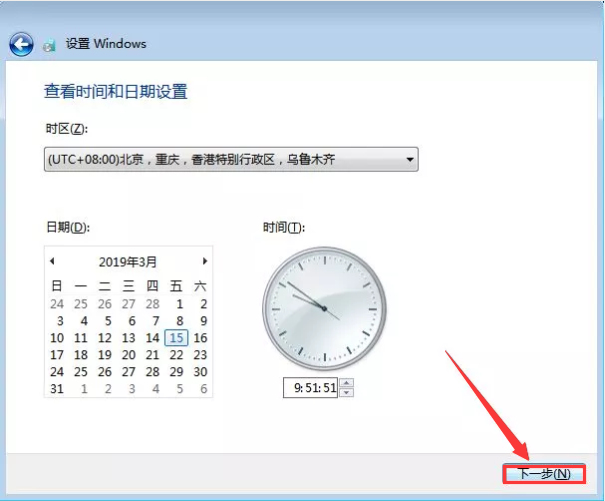 设置 Windows
查看时间和日期设置
时区(Z):
(UTC+08:00)北京，重庆，香港特别行政区，乌鲁木齐
日期(D):
时间(T):
2019年3月
日 一 二 三 四 五 六
24 25 26 27 28 1 2
3 4 5 6 7 8 9
10 11 12 13 14 15 16
17 18 19 20 21 22 23
24 25 26 27 28 29 30
31 1 2 3 4 5 6
9:51:51
下一步(N)